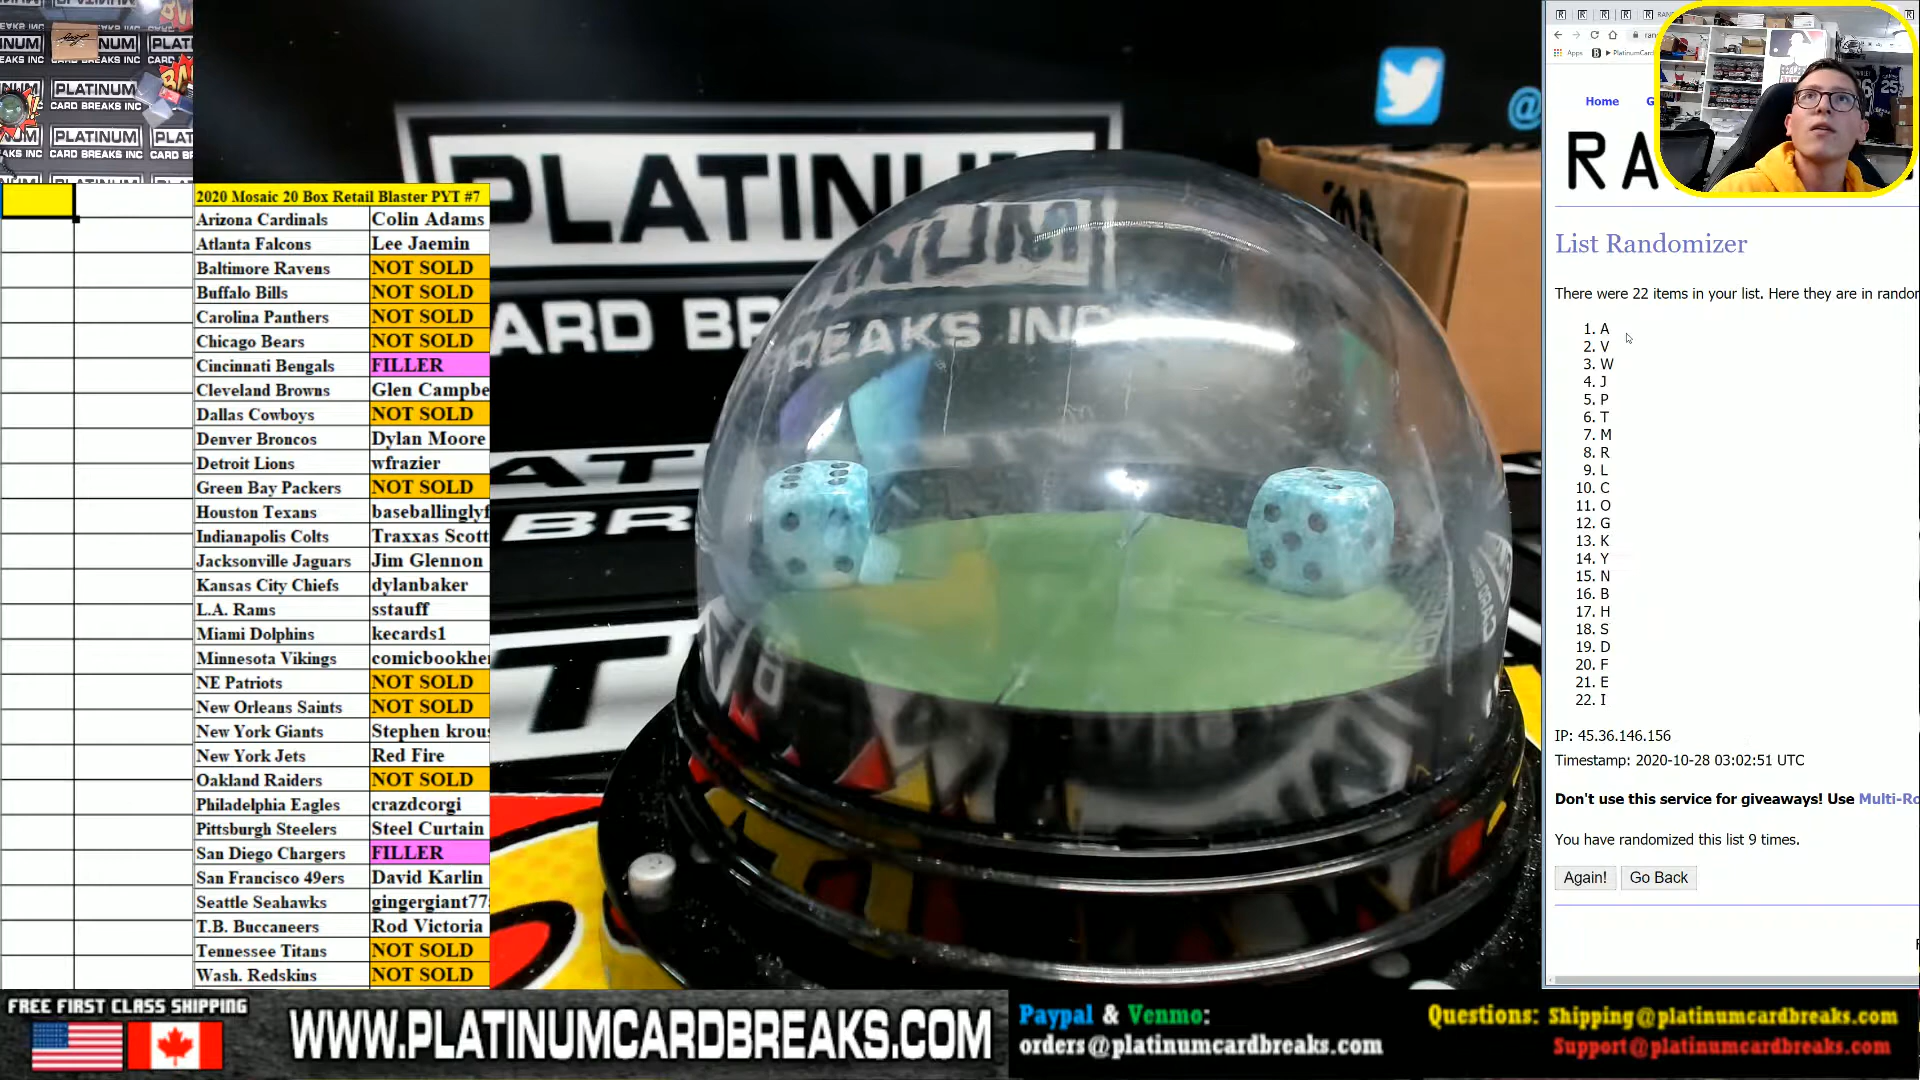 PLATINUM
CARD BREAKS INC
2020 Mosaic 20 Box Retail Blaster PYT #7
Arizona Cardinals Colin Adams
Atlanta Falcons Lee Jaemin
Baltimore Ravens NOT SOLD
Buffalo Bills NOT SOLD
Carolina Panthers NOT SOLD
Chicago Bears NOT SOLD
Cincinnati Bengals FILLER
Cleveland Browns Glen Campbe
Dallas Cowboys NOT SOLD
Denver Broncos Dylan Moore
Detroit Lions wfrazier
Green Bay Packers NOT SOLD
Houston Texans baseballinglyf
Indianapolis Colts Traxxas Scott
Jacksonville Jaguars Jim Glennon
Kansas City Chiefs dylanbaker
L.A. Rams sstauff
Miami Dolphins kecards1
Minnesota Vikings comicbookhe
NE Patriots NOT SOLD
New Orleans Saints NOT SOLD
New York Giants Stephen krou
New York Jets Red Fire
Oakland Raiders NOT SOLD
Philadelphia Eagles crazdcorgi
Pittsburgh Steelers Steel Curtain
San Diego Chargers FILLER
San Francisco 49ers David Karlin
Seattle Seahawks gingergiant77
T.B. Buccaneers Rod Victoria
Tennessee Titans NOT SOLD
Wash. Redskins NOT SOLD
PLATINUM
ARD BR
BREAKS INC
@
Apps
Home G
RA
List Randomizer
There were 22 items in your list. Here they are in rando
1. A
2. V
3. W
4. J
5. P
6. T
7. M
8. R
9. L
10. C
11. O
12. G
13. K
14. Y
15. N
16. B
17. H
18. S
19. D
20. F
21. E
22. I
IP: 45.36.146.156
Timestamp: 2020-10-28 03:02:51 UTC
Don't use this service for giveaways! Use Multi-Ro
You have randomized this list 9 times.
Again! Go Back
FREE FIRST CLASS SHIPPING
WWW.PLATINUMCARDBREAKS.COM
Paypal & Venmo:
orders@platinumcardbreaks.com
Questions: Shipping@platinumcardbreaks.com
Support@platinumcardbreaks.com